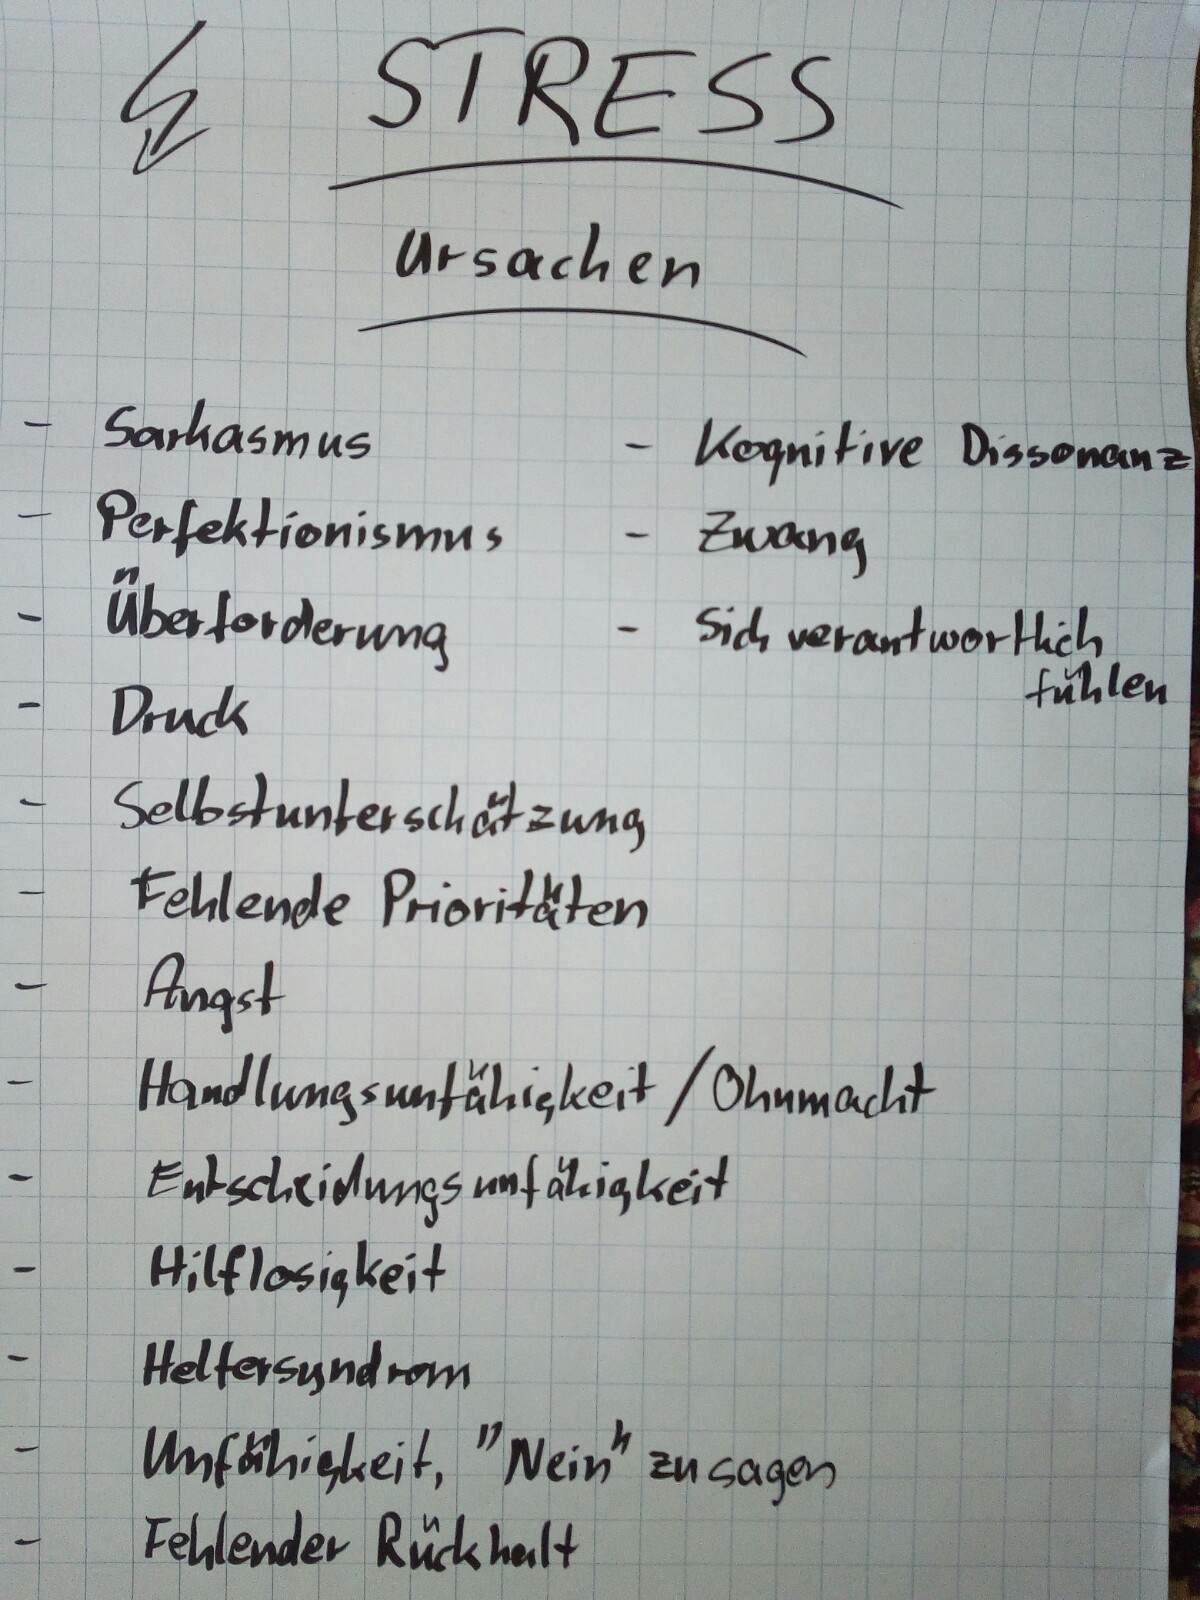 STRESS
Ursachen
- Sarkasmus
- Perfektionismus
- Überforderung
- Druck
- Selbstunterschätzung
- Fehlende Prioritäten
- Angst
- Handlungsunfähigkeit / Ohnmacht
- Entscheidungsunfähigkeit
- Hilflosigkeit
- Helfersyndrom
- Unfähigkeit, "Nein" zu sagen
- Fehlender Rückhalt
- Kognitive Dissonanz
- Zwang
- Sich verantwortlich
fühlen